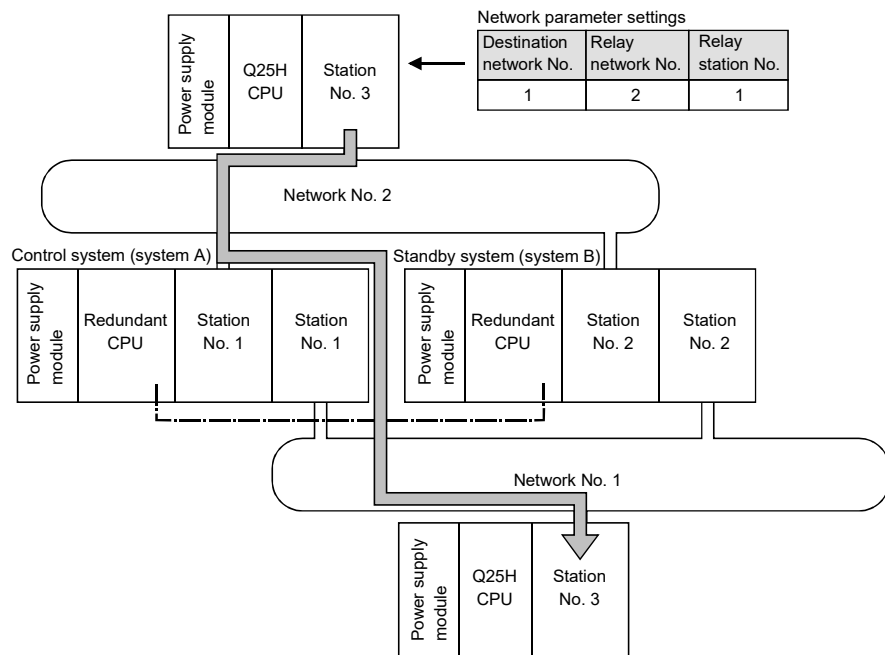 Network parameter settings
Destination network No.
Relay network No.
Relay station No.
1
2
1
Power supply module
Q25H CPU
Station No. 3
Network No. 2
Control system (system A)
Standby system (system B)
Power supply module
Redundant CPU
Station No. 1
Station No. 1
Power supply module
Redundant CPU
Station No. 2
Station No. 2
Network No. 1
Power supply module
Q25H CPU
Station No. 3